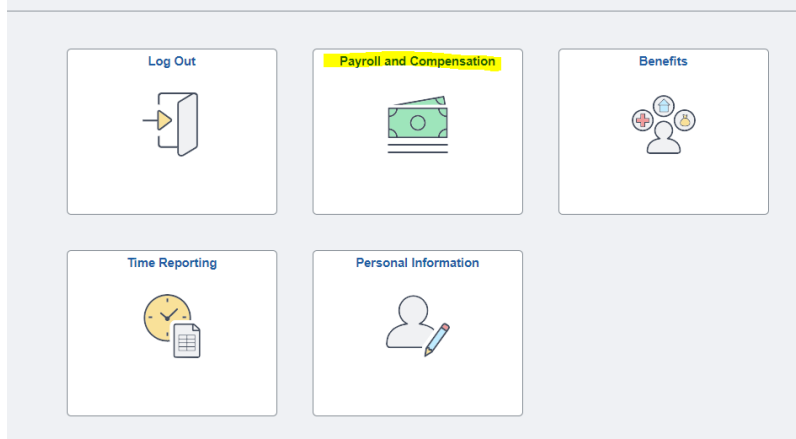 Log Out
Payroll and Compensation
Benefits
Time Reporting
Personal Information